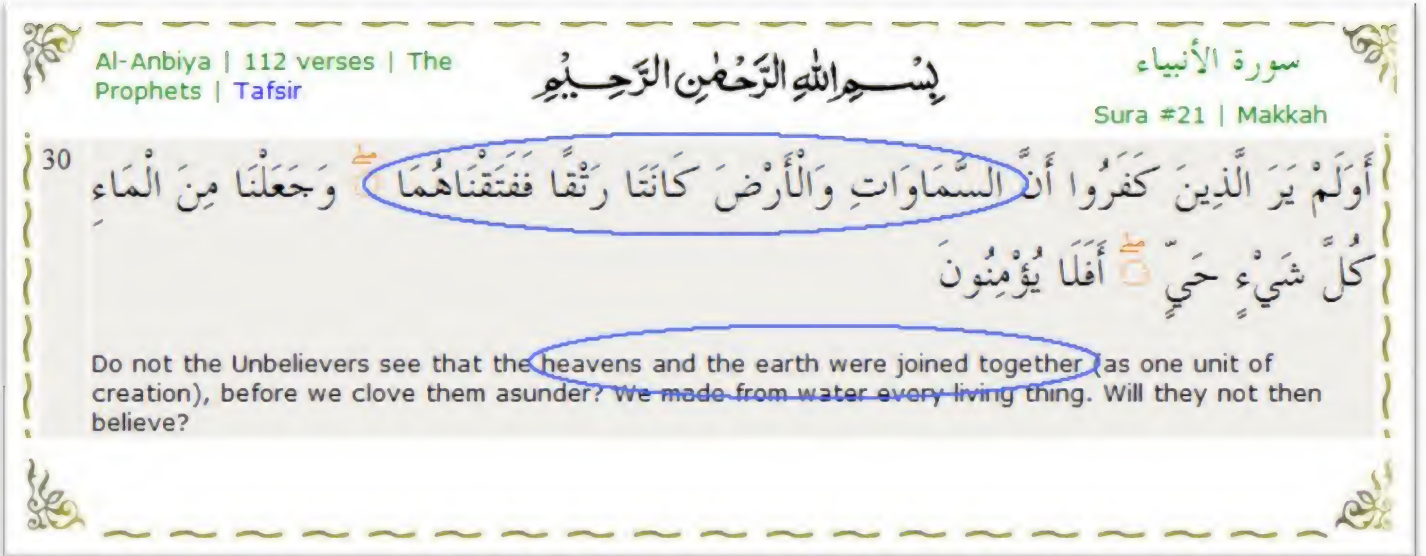 Al-Anbiya | 112 verses | The
Prophets | Tafsir
بِسْمِ اللهِ الرَّحْمٰنِ الرَّحِيْمِ
سورة الأنبياء
Sura #21 | Makkah
30
أَوَلَمْ يَرَ الَّذِينَ كَفَرُوا أَنَّ السَّمَاوَاتِ وَالْأَرْضَ كَانَتَا رَتْقًا فَفَتَقْنَاهُمَا ۖ وَجَعَلْنَا مِنَ الْمَاءِ
كُلَّ شَيْءٍ حَيٍّ ۖ أَفَلَا يُؤْمِنُونَ
Do not the Unbelievers see that the heavens and the earth were joined together (as one unit of
creation), before we clove them asunder? We made from water every living thing. Will they not then
believe?